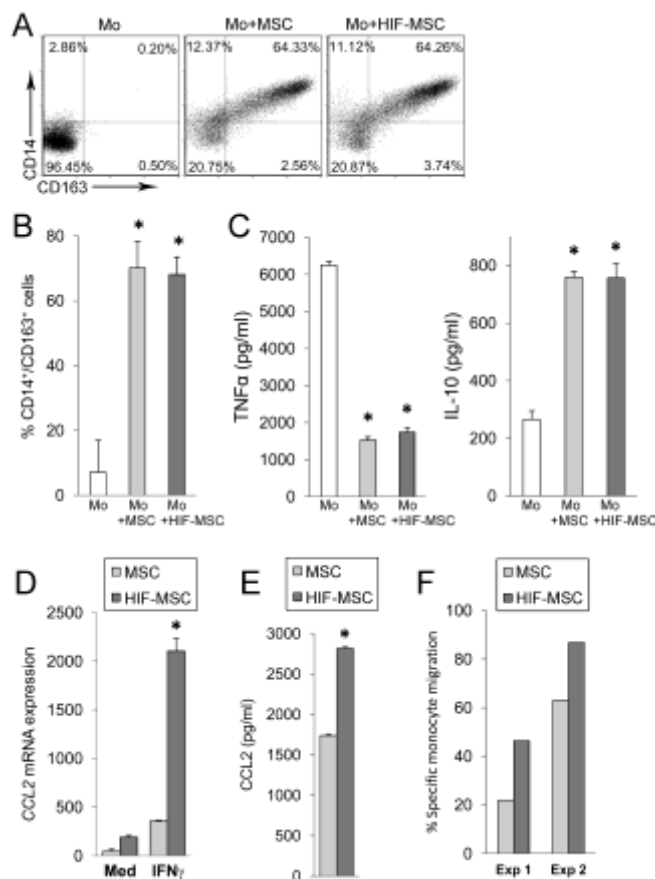 A
Mo
Mo+MSC
Mo+HIF-MSC
2.86%
0.20%
12.37%
64.33%
11.12%
64.26%
CD14
96.45%
0.50%
20.75%
2.56%
20.87%
3.74%
CD163
B
% CD14+/CD163+ cells
80
60
40
20
0
*
*
Mo
Mo
+MSC
Mo
+HIF-MSC
C
TNFα (pg/ml)
7000
6000
5000
4000
3000
2000
1000
0
*
*
Mo
Mo
+MSC
Mo
+HIF-MSC
IL-10 (pg/ml)
1000
800
600
400
200
0
*
*
Mo
Mo
+MSC
Mo
+HIF-MSC
D
MSC
HIF-MSC
CCL2 mRNA expression
2500
2000
1500
1000
500
0
*
Med
IFNγ
E
MSC
HIF-MSC
CCL2 (pg/ml)
3000
2500
2000
1500
1000
500
0
*
F
MSC
HIF-MSC
% Specific monocyte migration
100
80
60
40
20
0
Exp 1
Exp 2